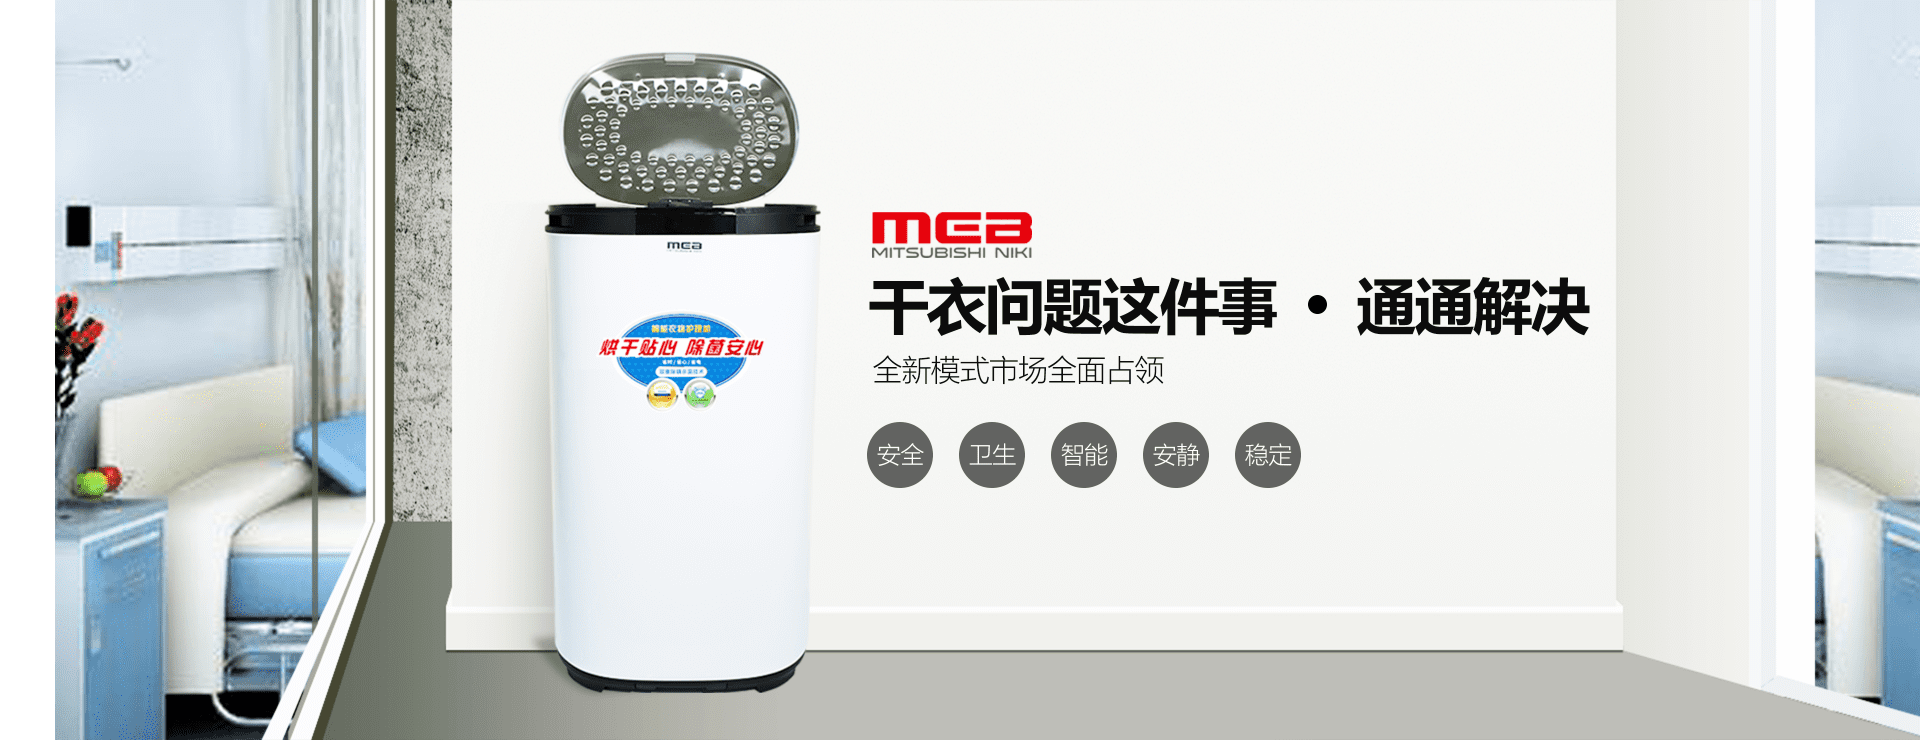 MEB
MITSUBISHI NIKI
干衣问题这件事 · 通通解决
全新模式市场全面占领
安全 卫生 智能 安静 稳定
MEB
烘干贴心 除菌安心